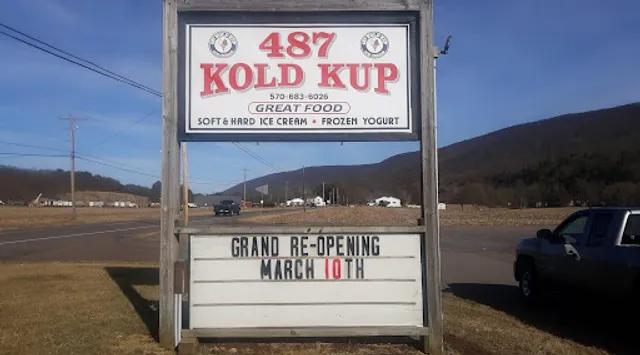 487
KOLD KUP
570-683-6026
GREAT FOOD
SOFT & HARD ICE CREAM • FROZEN YOGURT
GRAND RE-OPENING
MARCH 10TH